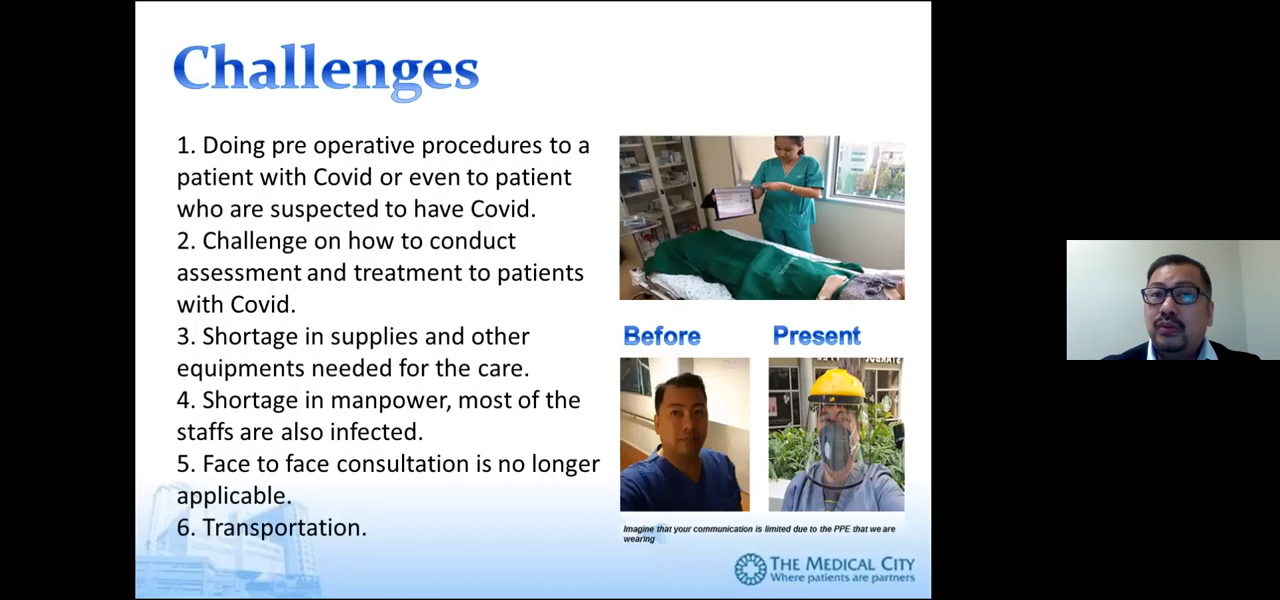 Challenges
1. Doing pre operative procedures to a
patient with Covid or even to patient
who are suspected to have Covid.
2. Challenge on how to conduct
assessment and treatment to patients
with Covid.
3. Shortage in supplies and other
equipments needed for the care.
4. Shortage in manpower, most of the
staffs are also infected.
5. Face to face consultation is no longer
applicable.
6. Transportation.
Before
Present
Imagine that your communication is limited due to the PPE that we are
wearing
THE MEDICAL CITY
Where patients are partners